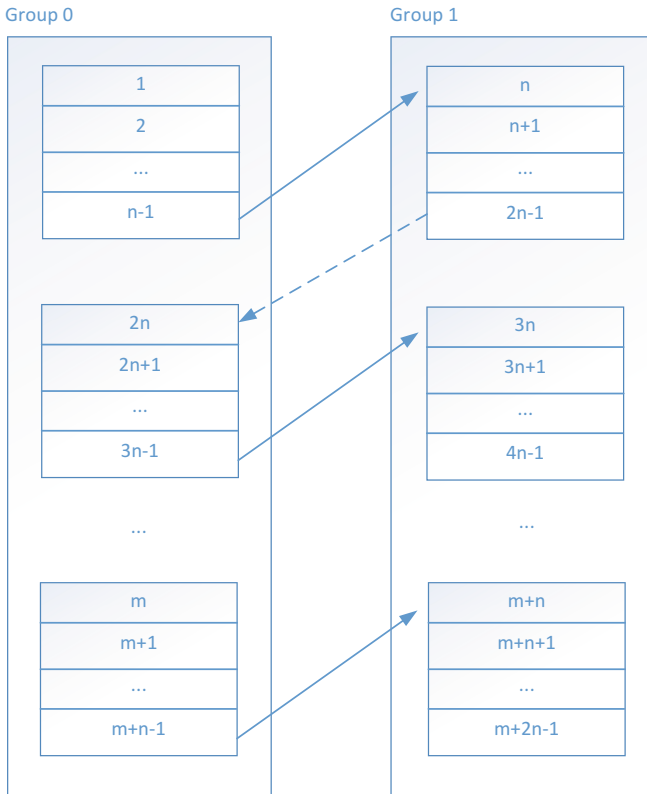 Group 0
1
2
...
n-1
2n
2n+1
...
3n-1
...
m
m+1
...
m+n-1
Group 1
n
n+1
...
2n-1
3n
3n+1
...
4n-1
...
m+n
m+n+1
...
m+2n-1